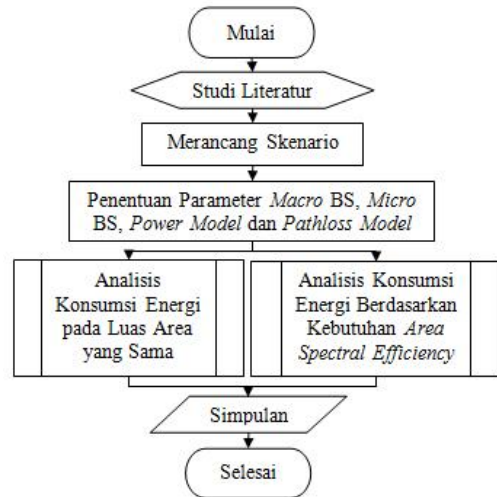 Mulai
Studi Literatur
Merancang Skenario
Penentuan Parameter Macro BS, Micro
BS, Power Model dan Pathloss Model
Analisis
Konsumsi Energi
pada Luas Area
yang Sama
Analisis Konsumsi
Energi Berdasarkan
Kebutuhan Area
Spectral Efficiency
Simpulan
Selesai